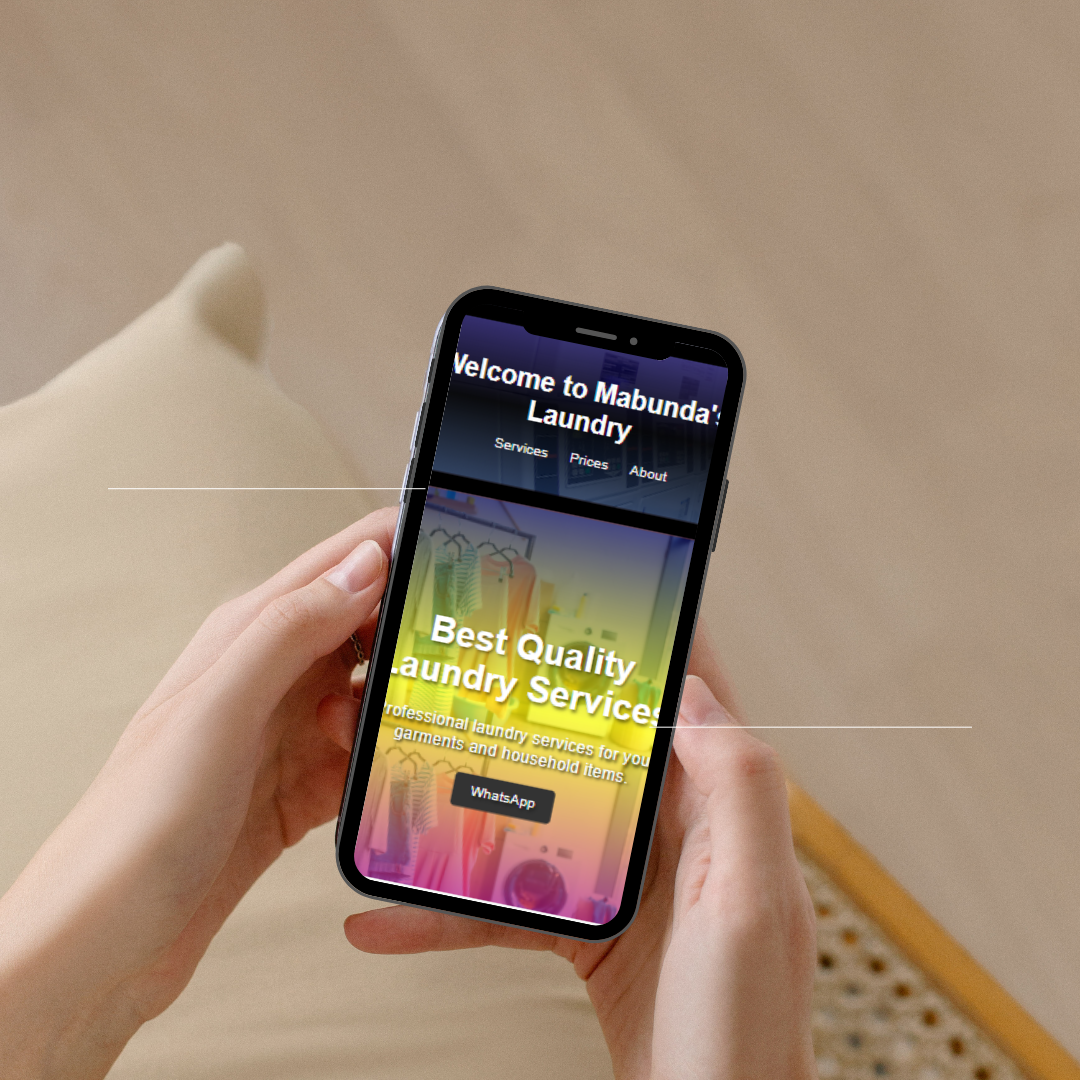 Welcome to Mabunda's
Laundry
Services Prices About
Best Quality
Laundry Services
rofessional laundry services for you
garments and household items.
WhatsApp